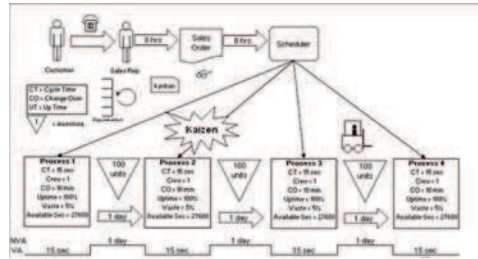 8 hrs
Sales
Order
8 hrs
Scheduler
Customer
Sales Rep
kanban
CT = Cycle Time
CO = Change Over
UT = Up Time
I
= Inventory
Kaizen
Process 1
CT = 15 sec
Crew = 1
CO = 10 min
Uptime = 100%
Waste = 5%
Available Sec = 27600
100
units
1 day
Process 2
CT = 15 sec
Crew = 1
CO = 10 min
Uptime = 100%
Waste = 5%
Available Sec = 27600
100
units
1 day
Process 3
CT = 15 sec
Crew = 1
CO = 10 min
Uptime = 100%
Waste = 5%
Available Sec = 27600
100
units
1 day
Process 4
CT = 15 sec
Crew = 1
CO = 10 min
Uptime = 100%
Waste = 5%
Available Sec = 27600
NVA
1 day
1 day
1 day
VA
15 sec
15 sec
15 sec
15 sec